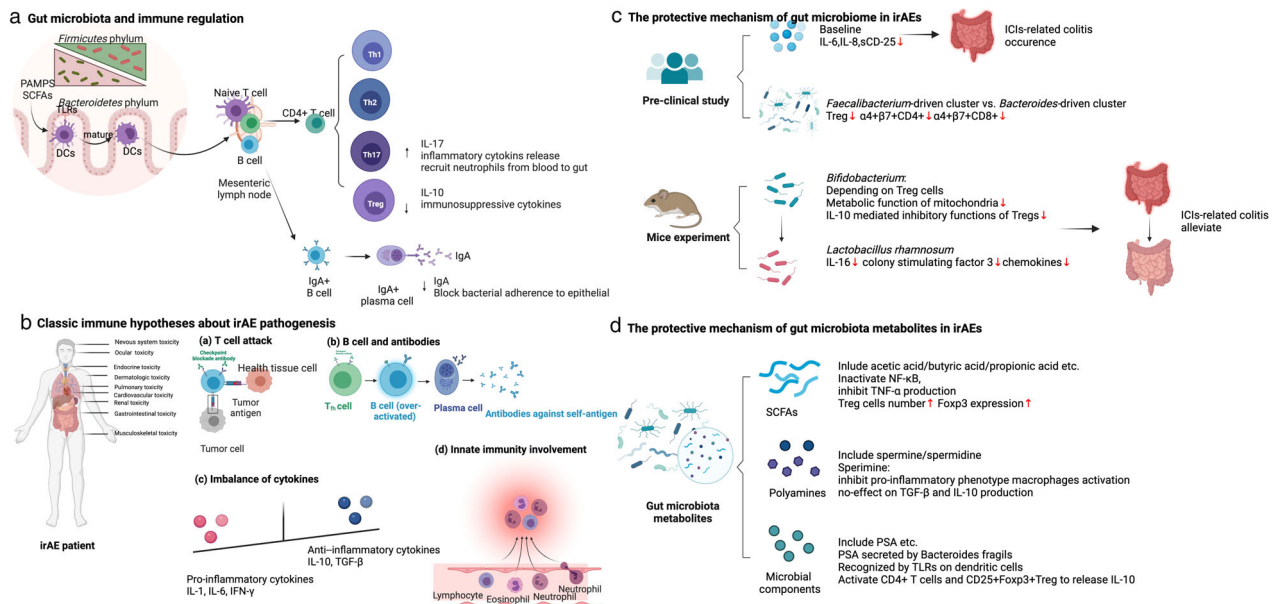 a Gut microbiota and immune regulation
Firmicutes phylum
PAMPS
SCFAs
Bacteroidetes phylum
TLRs
mature
DCs
DCs
Naive T cell
B cell
Mesenteric
lymph node
CD4+ T cell
Th1
Th2
Th17
Treg
↑ IL-17
inflammatory cytokins release
recruit neutrophils from blood to gut
IL-10
↓ immunosuppressive cytokines
IgA+
B cell
IgA+
plasma cell
IgA
↓ IgA
Block bacterial adherence to epithelial
b Classic immune hypotheses about irAE pathogenesis
Nevous system toxicity
Ocular toxicity
Endocrine toxicity
Dermatologic toxicity
Pulmonary toxicity
Cardiovascular toxicity
Renal toxicity
Gastrointestinal toxicity
Musculoskeletal toxicity
irAE patient
(a) T cell attack
Checkpoint
blockade antibody
Health tissue cell
Tumor
antigen
Tumor cell
(b) B cell and antibodies
Th cell
B cell (over-
activated)
Plasma cell
Antibodies against self-antigen
(c) Imbalance of cytokines
Anti--inflammatory cytokines
IL-10, TGF-β
Pro-inflammatory cytokines
IL-1, IL-6, IFN-γ
(d) Innate immunity involvement
Lymphocyte
Eosinophil
Neutrophil
Neutrophil
c The protective mechanism of gut microbiome in irAEs
Pre-clinical study
Baseline
IL-6,IL-8,sCD-25↓
ICIs-related colitis
occurence
Faecalibacterium-driven cluster vs. Bacteroides-driven cluster
Treg↓ α4+β7+CD4+↓α4+β7+CD8+↓
Mice experiment
Bifidobacterium:
Depending on Treg cells
Metabolic function of mitochondria↓
IL-10 mediated inhibitory functions of Tregs↓
Lactobacillus rhamnosum
IL-16↓ colony stimulating factor 3↓chemokines↓
ICIs-related colitis
alleviate
d The protective mechanism of gut microbiota metabolites in irAEs
Gut microbiota
metabolites
SCFAs
Inlude acetic acid/butyric acid/propionic acid etc.
Inactivate NF-κB,
inhibit TNF-α production
Treg cells number↑ Foxp3 expression↑
Polyamines
Include spermine/spermidine
Sperimine:
inhibit pro-inflammatory phenotype macrophages activation
no-effect on TGF-β and IL-10 production
Microbial
components
Include PSA etc.
PSA secreted by Bacteroides fragils
Recognized by TLRs on dendritic cells
Activate CD4+ T cells and CD25+Foxp3+Treg to release IL-10